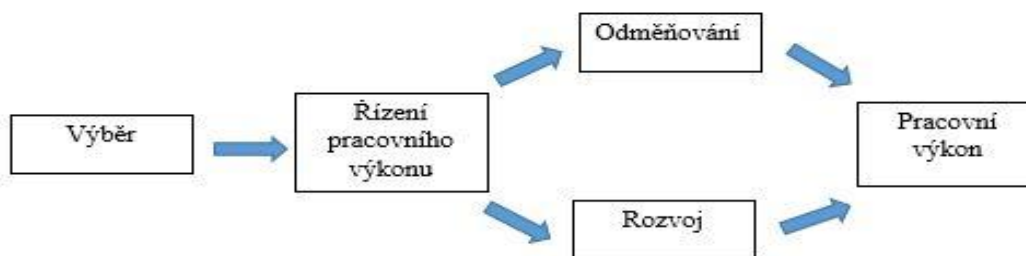 Výběr
Řízení
pracovního
výkonu
Odměňování
Rozvoj
Pracovní
výkon